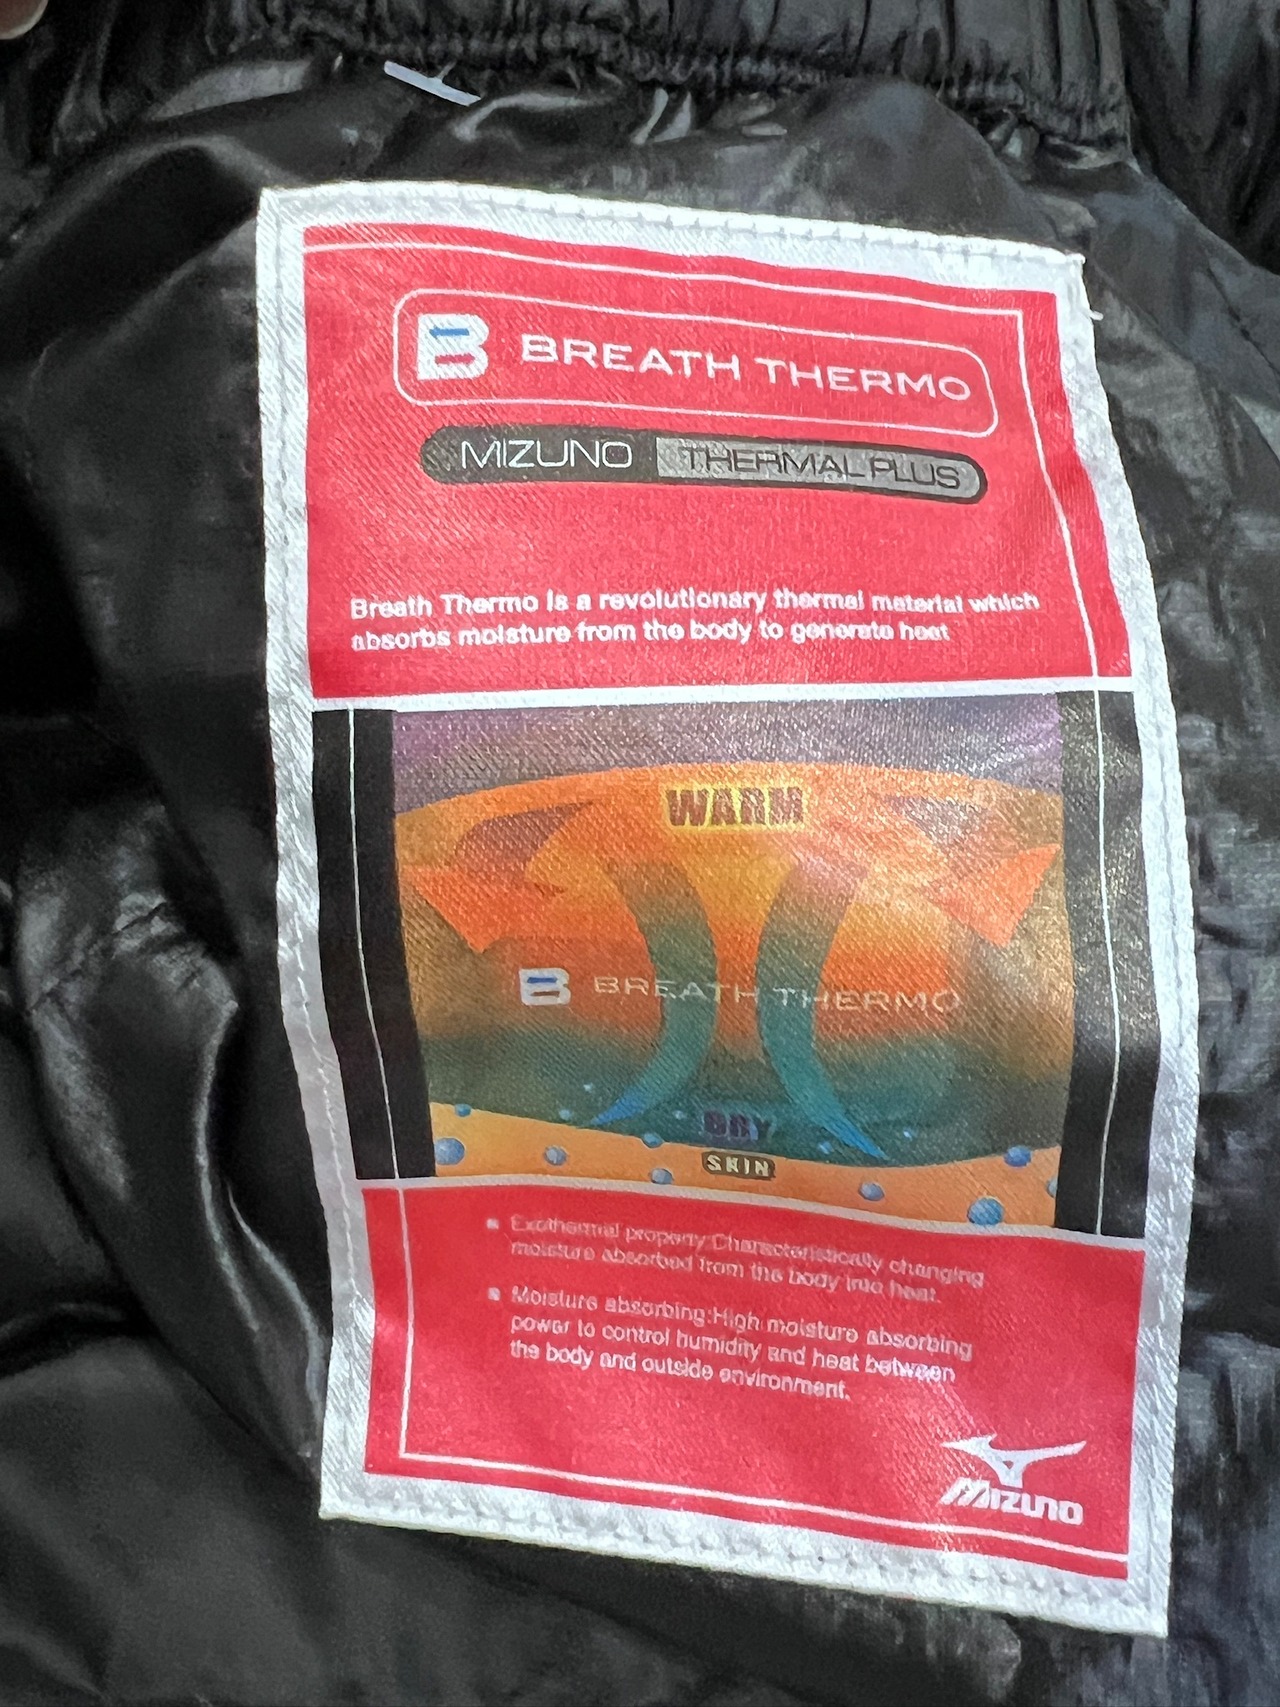 B BREATH THERMO
MIZUNO THERMAL PLUS
Breath Thermo is a revolutionary thermal material which
absorbs moisture from the body to generate heat
WARM
B BREATH THERMO
DRY
SKIN
Exothermal property:Characteristically changing
moisture absorbed from the body into heat.
Moisture absorbing:High moisture absorbing
power to control humidity and heat between
the body and outside environment.
MIZUNO